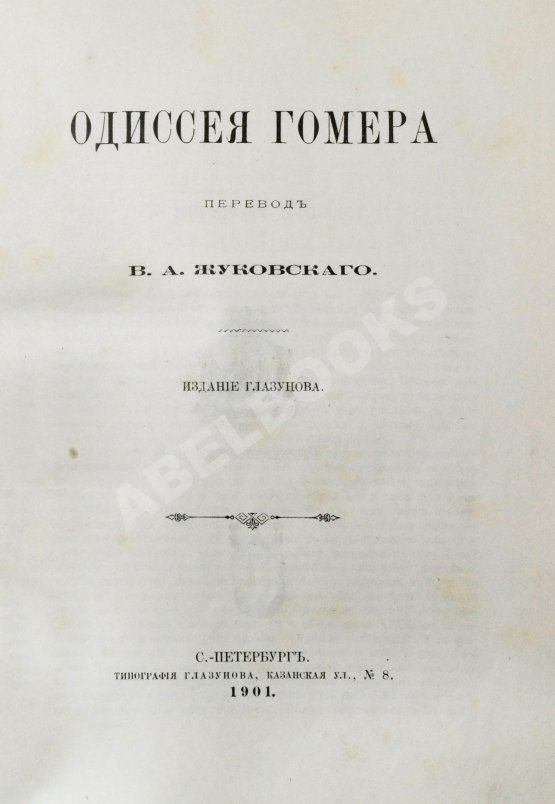 ОДИССЕЯ ГОМЕРА
ПЕРЕВОДЪ
В. А. ЖУКОВСКАГО.
ИЗДАНІЕ ГЛАЗУНОВА.
ABELBOOKS
С.-ПЕТЕРБУРГЪ.
ТИПОГРАФІЯ ГЛАЗУНОВА, КАЗАНСКАЯ УЛ., № 8.
1901.